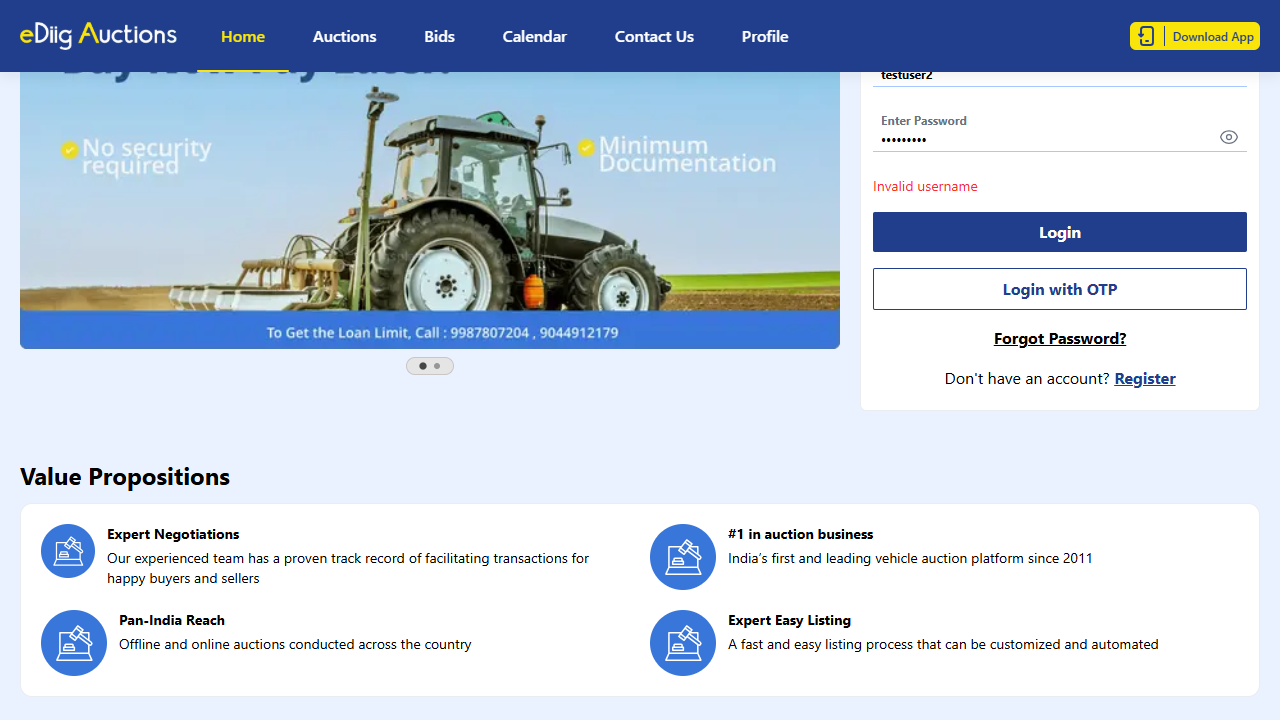 eDiig Auctions
Home
Auctions
Bids
Calendar
Contact Us
Profile
Download App
No security
required
Minimum
Documentation
To Get the Loan Limit, Call : 9987807204 , 9044912179
testuser2
Enter Password
•••••••••
Invalid username
Login
Login with OTP
Forgot Password?
Don't have an account? Register
Value Propositions
Expert Negotiations
Our experienced team has a proven track record of facilitating transactions for
happy buyers and sellers
#1 in auction business
India's first and leading vehicle auction platform since 2011
Pan-India Reach
Offline and online auctions conducted across the country
Expert Easy Listing
A fast and easy listing process that can be customized and automated